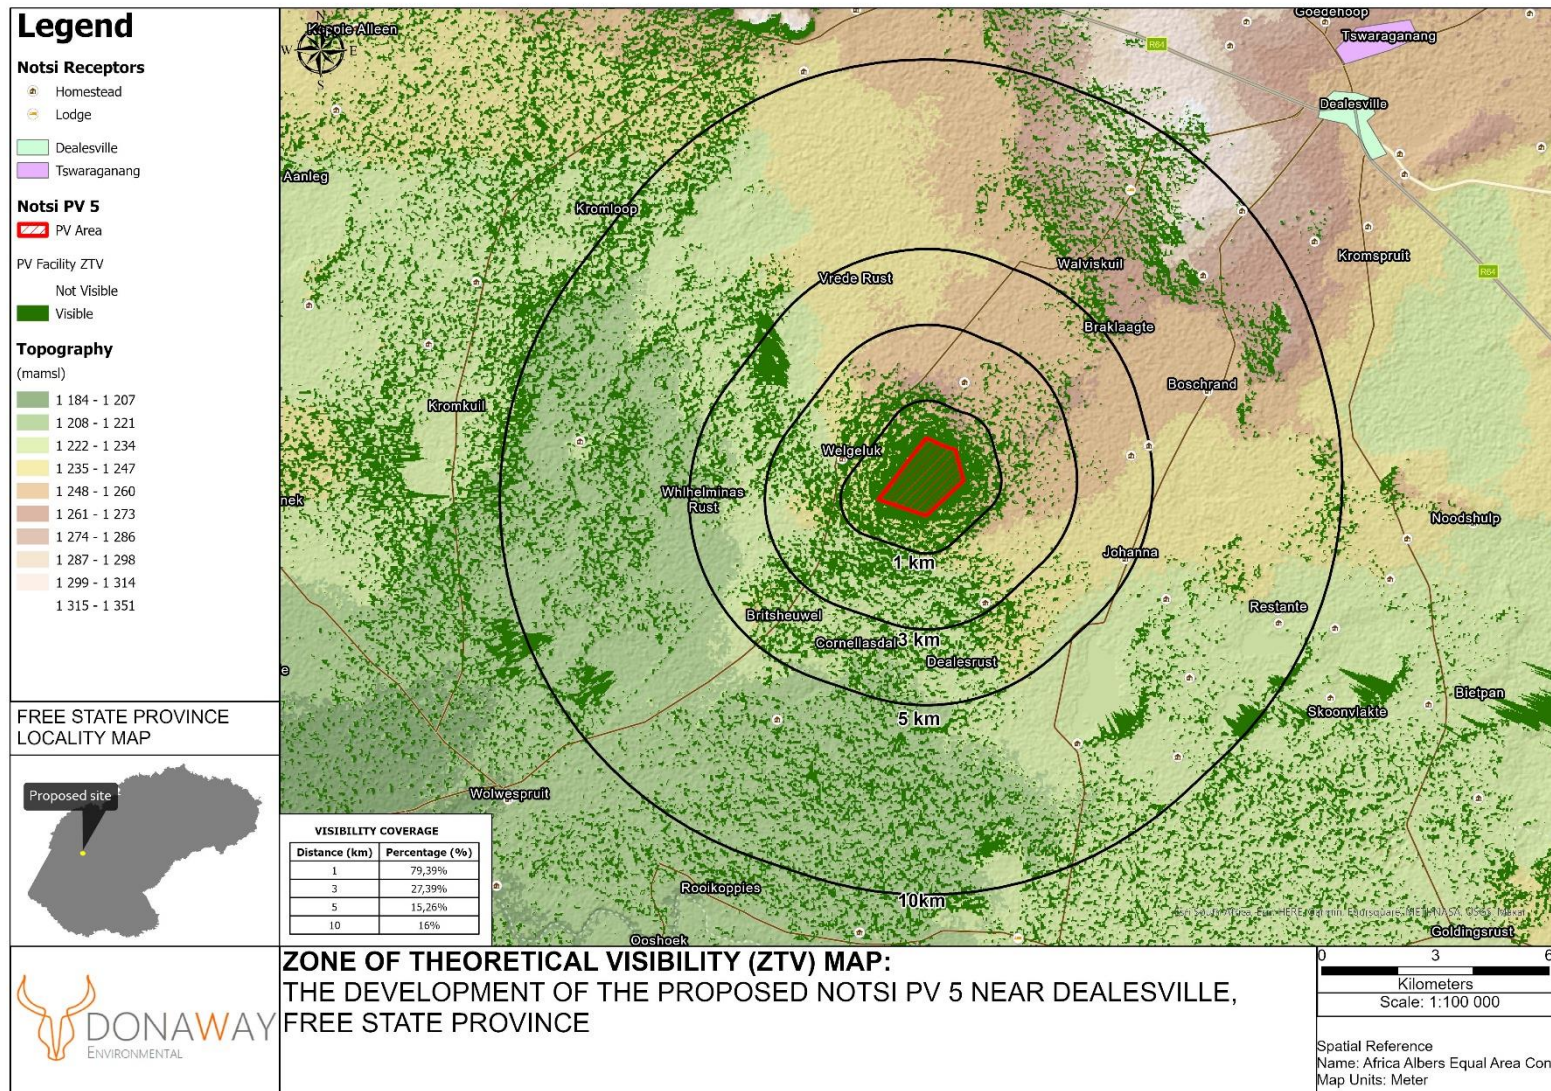 Legend
Notsi Receptors
Homestead
Lodge
Dealesville
Tswaraganang
Notsi PV 5
PV Area
PV Facility ZTV
Not Visible
Visible
Topography
(mamsl)
1 184 - 1 207
1 208 - 1 221
1 222 - 1 234
1 235 - 1 247
1 248 - 1 260
1 261 - 1 273
1 274 - 1 286
1 287 - 1 298
1 299 - 1 314
1 315 - 1 351
FREE STATE PROVINCE
LOCALITY MAP
Proposed site
N
W
E
S
Alleen
Goedehoop
Tswaraganang
R64
Dealesville
Aanleg
Kromloop
Kromspruit
Walviskuil
R64
Vrede Rust
Braklaagte
Boschrand
Kromkuil
Welgeluk
nek
Whlhelminas
Rust
Noodshulp
Johanna
1 km
Restante
Britsheuwel
Cornellasdal
3 km
Dealesrust
e
Bietpan
Skoonvlakte
5 km
Wolwespruit
Rooikoppies
10km
Goldingsrust
Ooshoek
VISIBILITY COVERAGE
Distance (km) Percentage (%)
1 79,39%
3 27,39%
5 15,26%
10 16%
DONAWAY
ENVIRONMENTAL
ZONE OF THEORETICAL VISIBILITY (ZTV) MAP:
THE DEVELOPMENT OF THE PROPOSED NOTSI PV 5 NEAR DEALESVILLE,
FREE STATE PROVINCE
0 3 6
Kilometers
Scale: 1:100 000
Spatial Reference
Name: Africa Albers Equal Area Con
Map Units: Meter